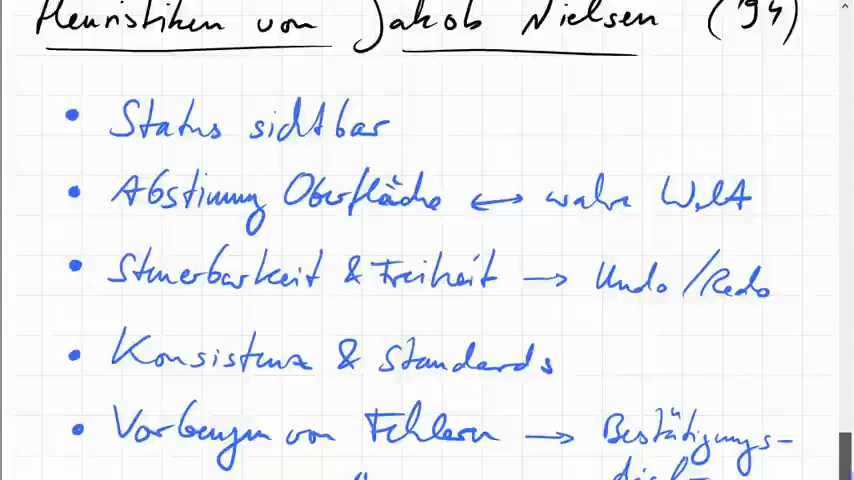 Heuristiken von Jakob Nielsen ('94)
• Status sichtbar
• Abstimmung Oberfläche ↔ wahre Welt
• Steuerbarkeit & Freiheit → Undo/Redo
• Konsistenz & Standards
• Vorbeugen von Fehlern → Bestätigungs-